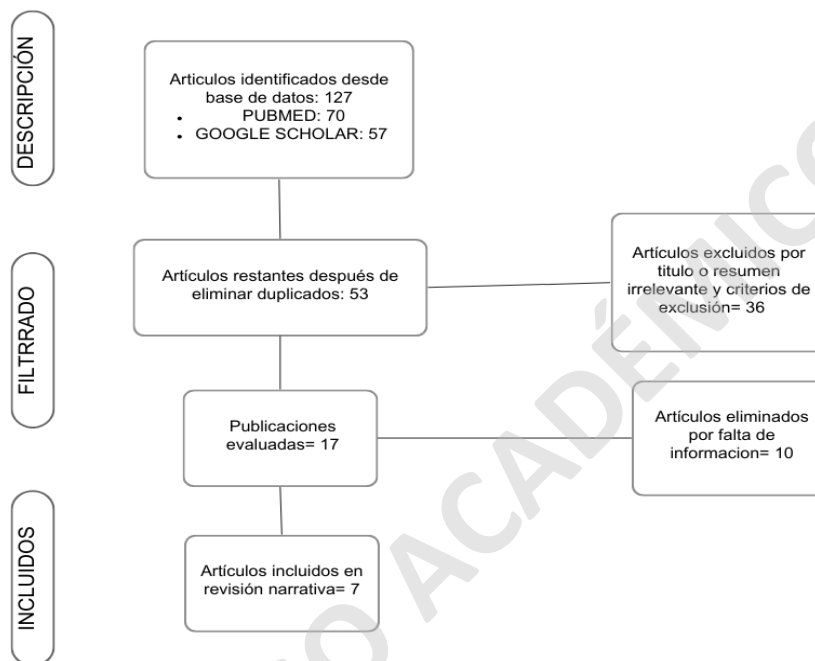 DESCRIPCIÓN
Articulos identificados desde
base de datos: 127
• PUBMED: 70
• GOOGLE SCHOLAR: 57
FILTRRADO
Artículos restantes después de
eliminar duplicados: 53
Artículos excluidos por
titulo o resumen
irrelevante y criterios de
exclusión= 36
Publicaciones
evaluadas= 17
Artículos eliminados
por falta de
informacion= 10
INCLUIDOS
Artículos incluidos en
revisión narrativa= 7
ACADÉMICO